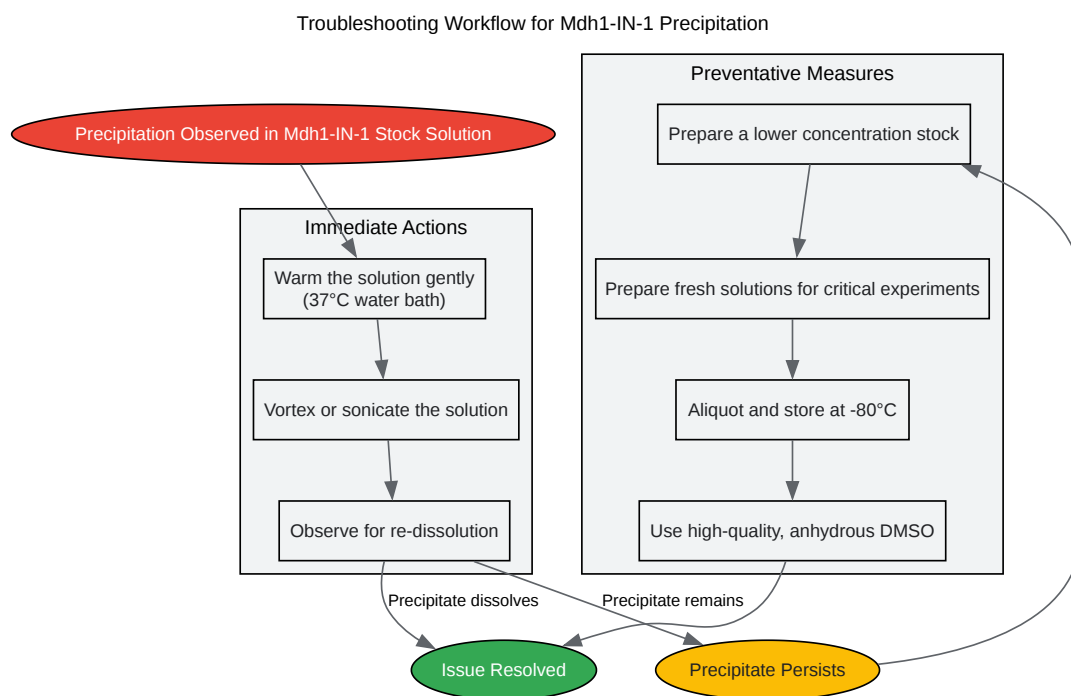 Troubleshooting Workflow for Mdh1-IN-1 Precipitation
Preventative Measures
Precipitation Observed in Mdh1-IN-1 Stock Solution
Prepare a lower concentration stock
Immediate Actions
Warm the solution gently
(37°C water bath)
Prepare fresh solutions for critical experiments
Vortex or sonicate the solution
Aliquot and store at -80°C
Observe for re-dissolution
Use high-quality, anhydrous DMSO
Precipitate dissolves
Precipitate remains
Issue Resolved
Precipitate Persists